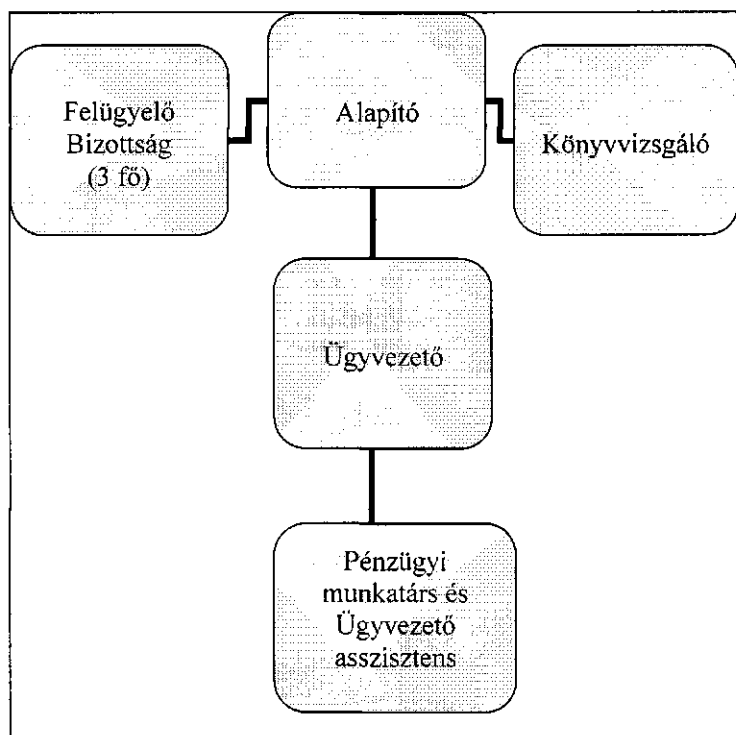 Felügyelő
Bizottság
(3 fő)
Alapító
Könyvvizsgáló
Ügyvezető
Pénzügyi
munkatárs és
Ügyvezető
asszisztens